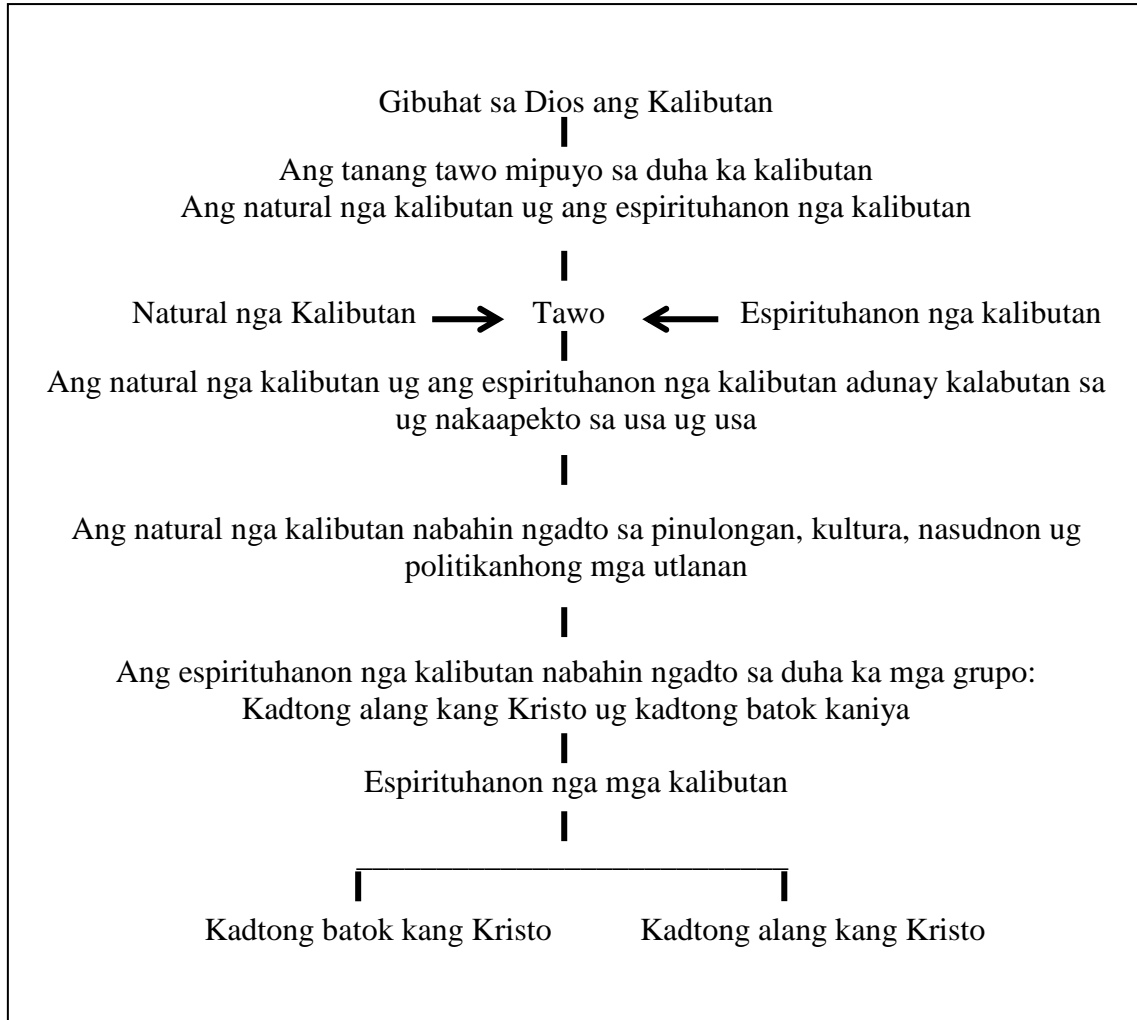 Gibuhat sa Dios ang Kalibutan
Ang tanang tawo mipuyo sa duha ka kalibutan
Ang natural nga kalibutan ug ang espirituhanon nga kalibutan
Natural nga Kalibutan Tawo Espirituhanon nga kalibutan
Ang natural nga kalibutan ug ang espirituhanon nga kalibutan adunay kalabutan sa
ug nakaapekto sa usa ug usa
Ang natural nga kalibutan nabahin ngadto sa pinulongan, kultura, nasudnon ug
politikanhong mga utlanan
Ang espirituhanon nga kalibutan nabahin ngadto sa duha ka mga grupo:
Kadtong alang kang Kristo ug kadtong batok kaniya
Espirituhanon nga mga kalibutan
Kadtong batok kang Kristo Kadtong alang kang Kristo